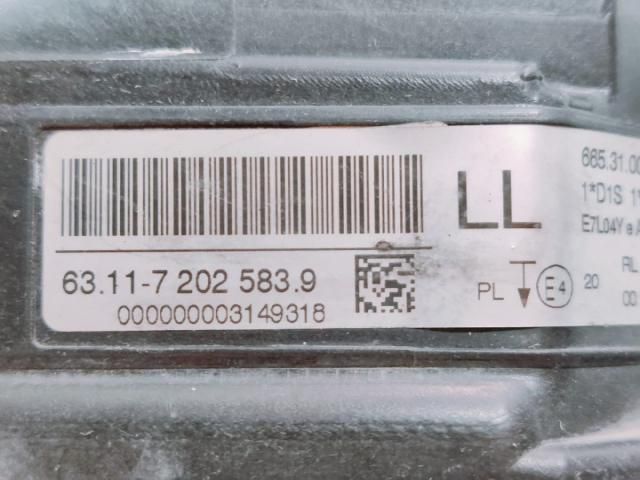 LL
63.11-7 202 583.9
000000003149318
PL E4 20
665.31.00
1*D1S 1*
E7L04Y e A
RL
00